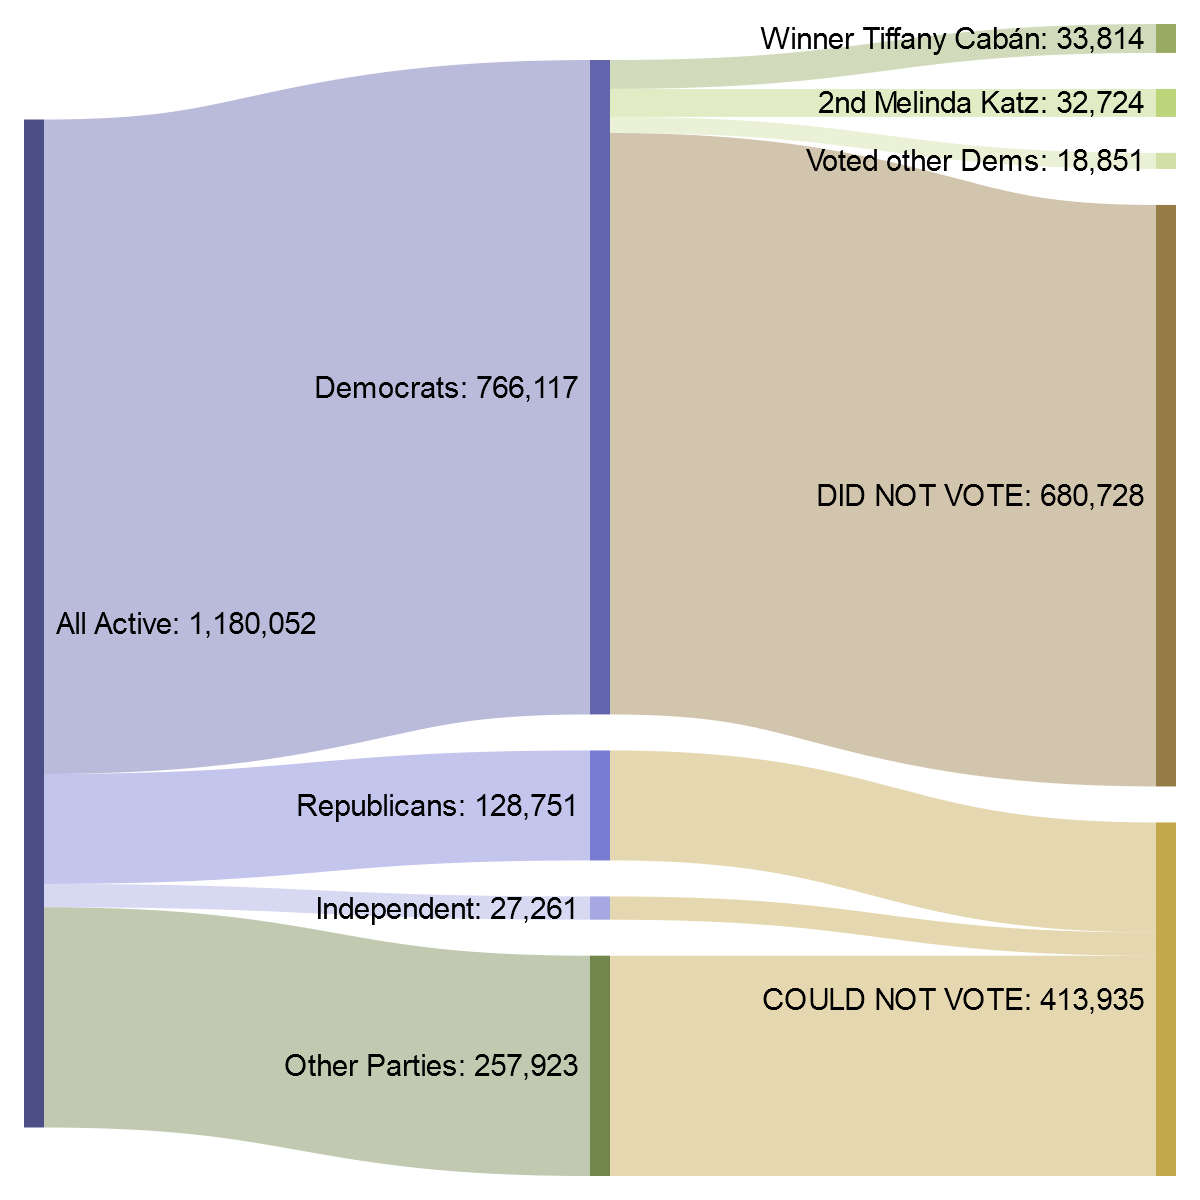 Winner Tiffany Cabán: 33,814
2nd Melinda Katz: 32,724
Voted other Dems: 18,851
Democrats: 766,117
DID NOT VOTE: 680,728
All Active: 1,180,052
Republicans: 128,751
Independent: 27,261
COULD NOT VOTE: 413,935
Other Parties: 257,923